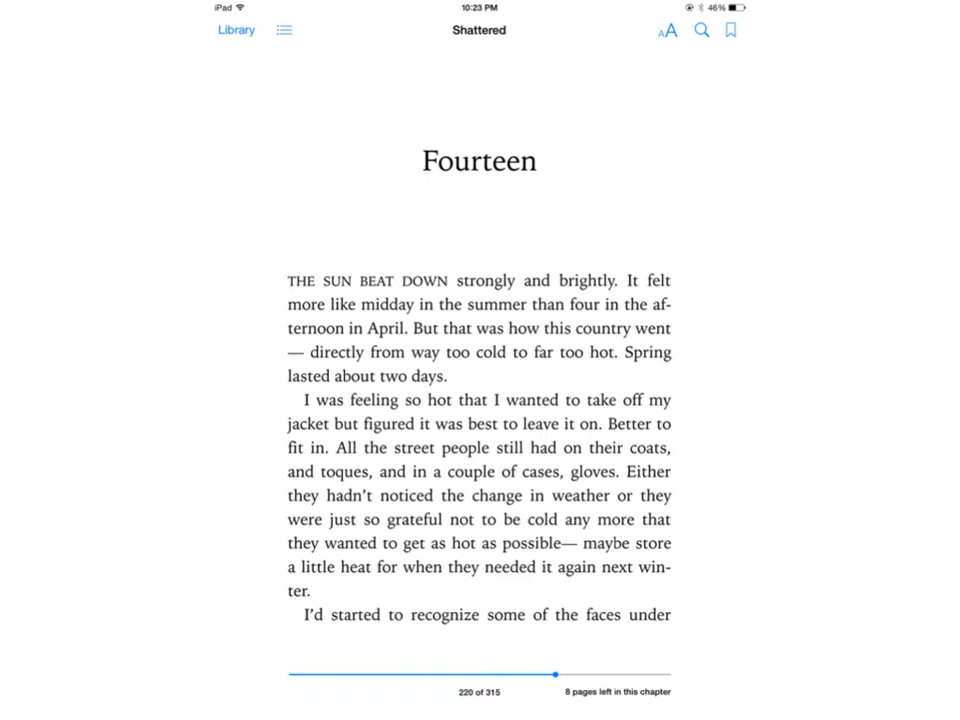 iPad 10:23 PM 46%
Library Shattered AA
Fourteen
THE SUN BEAT DOWN strongly and brightly. It felt
more like midday in the summer than four in the af-
ternoon in April. But that was how this country went
— directly from way too cold to far too hot. Spring
lasted about two days.
I was feeling so hot that I wanted to take off my
jacket but figured it was best to leave it on. Better to
fit in. All the street people still had on their coats,
and toques, and in a couple of cases, gloves. Either
they hadn’t noticed the change in weather or they
were just so grateful not to be cold any more that
they wanted to get as hot as possible— maybe store
a little heat for when they needed it again next win-
ter.
I’d started to recognize some of the faces under
220 of 315 8 pages left in this chapter